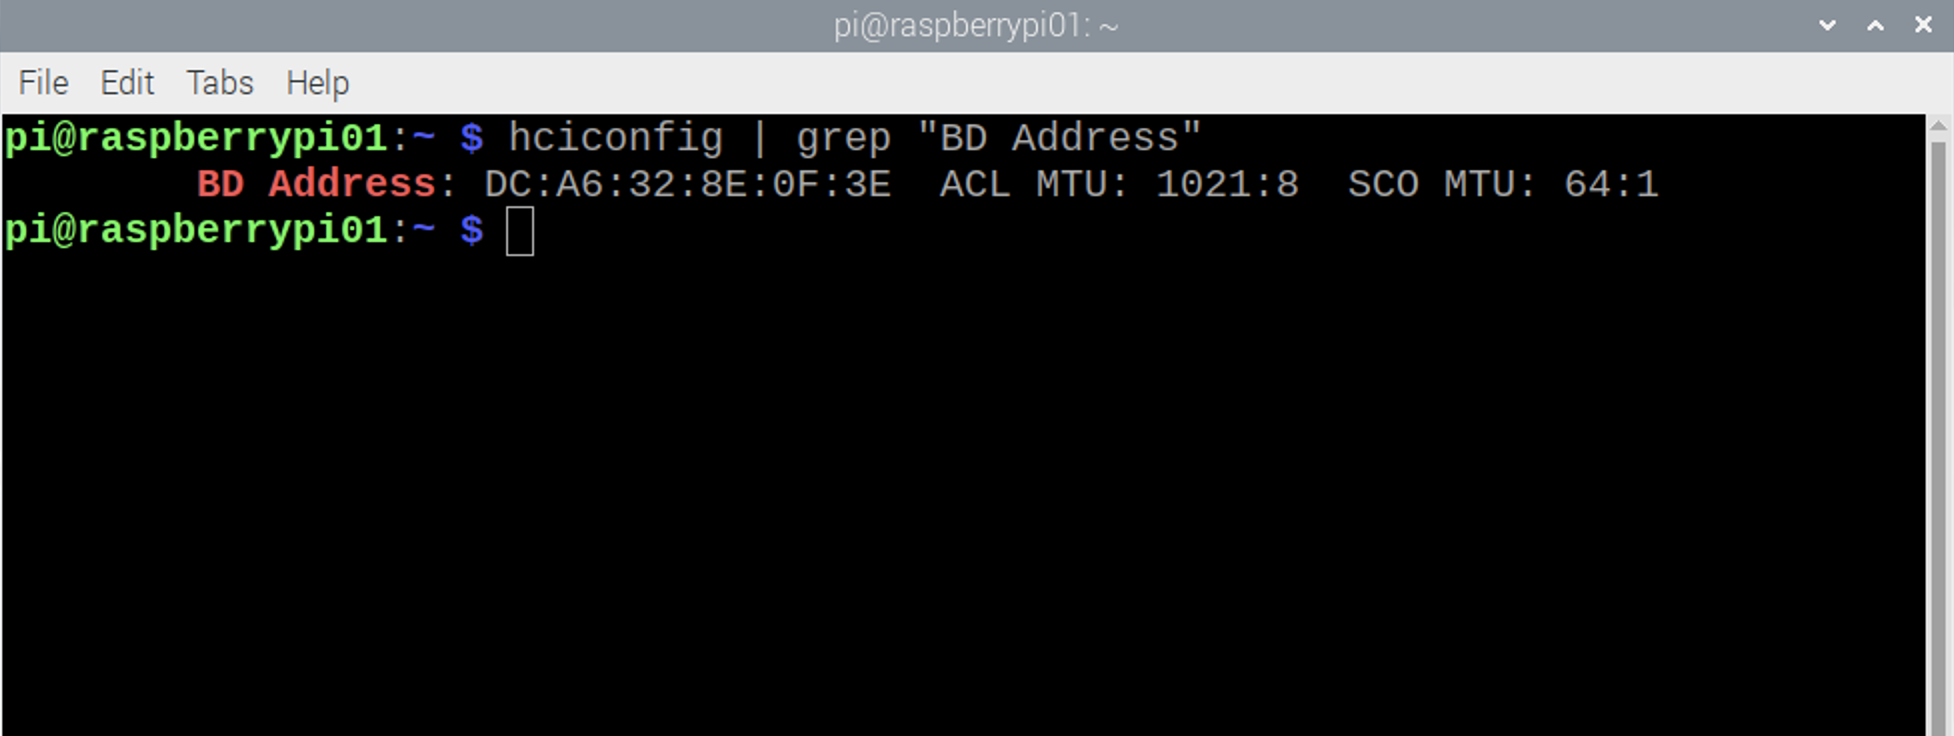 pi@raspberrypi01: ~
File Edit Tabs Help
pi@raspberrypi01:~ $ hciconfig | grep "BD Address"
BD Address: DC:A6:32:8E:0F:3E  ACL MTU: 1021:8  SCO MTU: 64:1
pi@raspberrypi01:~ $